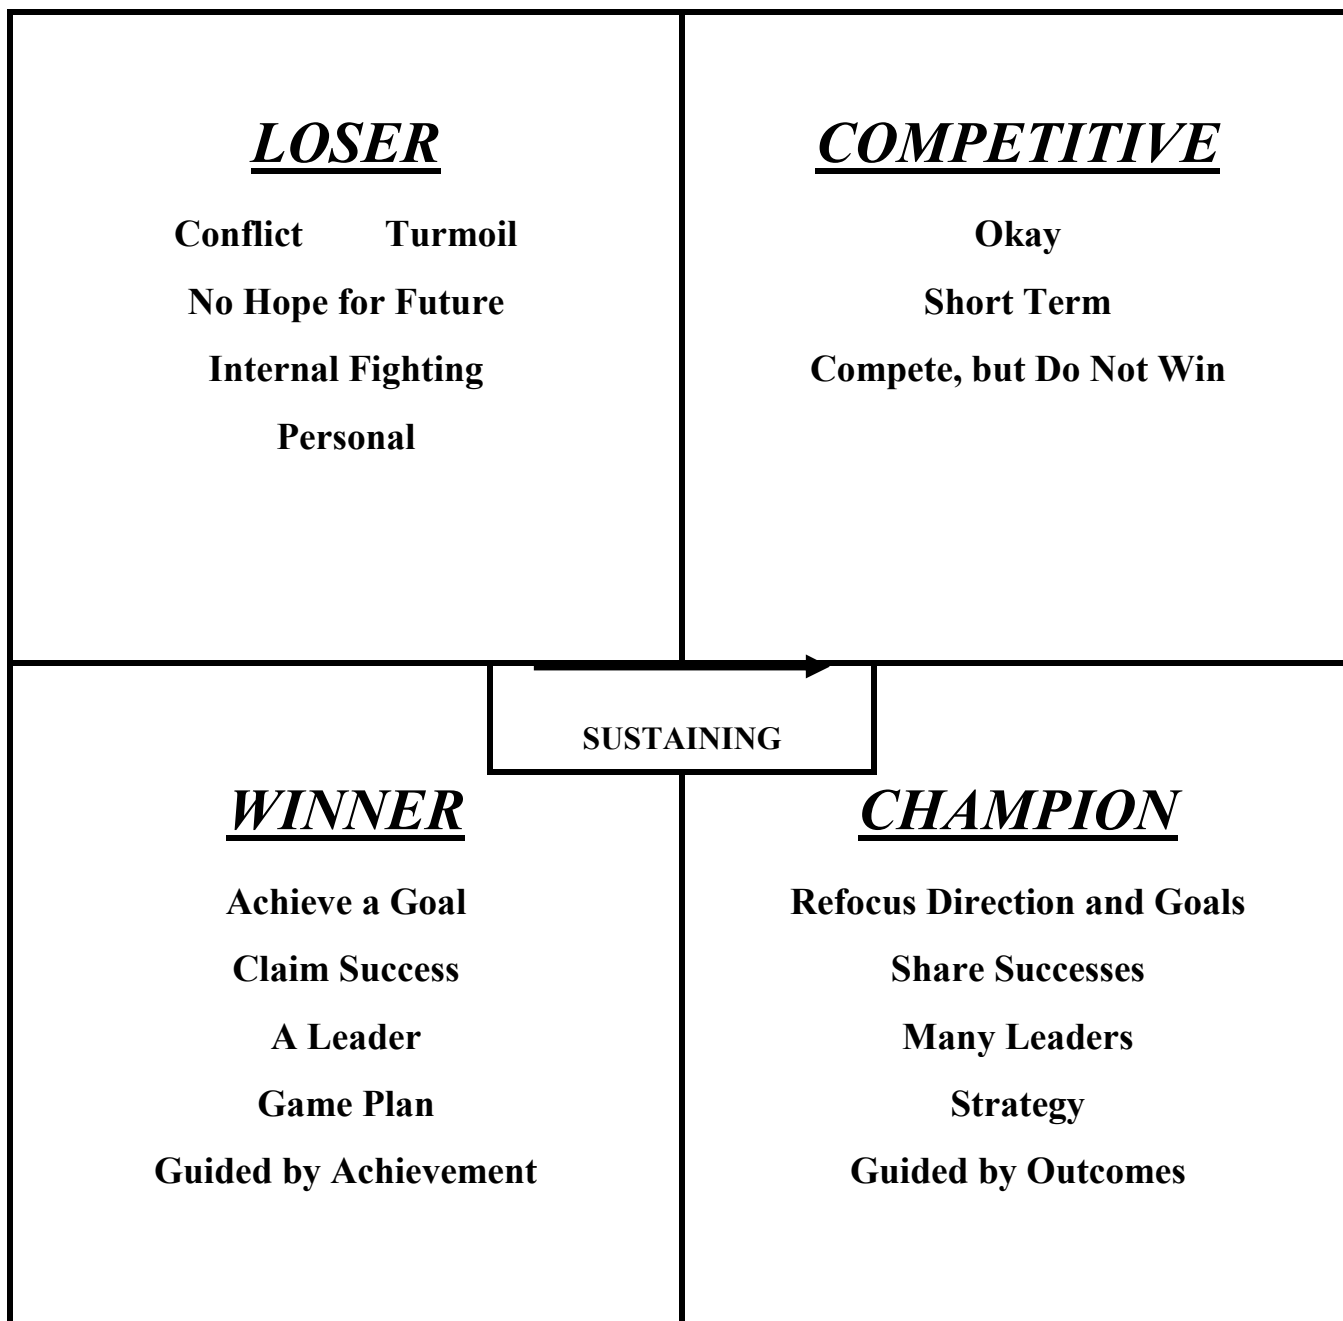 LOSER
Conflict Turmoil
No Hope for Future
Internal Fighting
Personal
COMPETITIVE
Okay
Short Term
Compete, but Do Not Win
SUSTAINING
WINNER
Achieve a Goal
Claim Success
A Leader
Game Plan
Guided by Achievement
CHAMPION
Refocus Direction and Goals
Share Successes
Many Leaders
Strategy
Guided by Outcomes